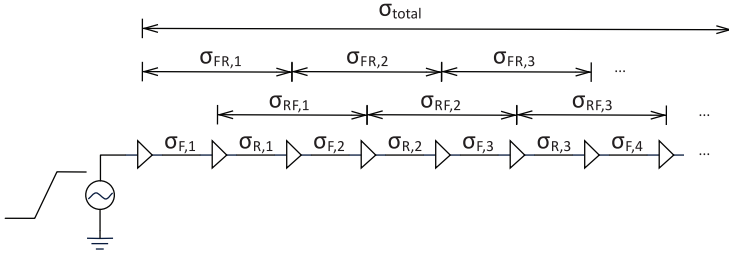 σtotal
σFR,1 σFR,2 σFR,3 ...
σRF,1 σRF,2 σRF,3 ...
σF,1 σR,1 σF,2 σR,2 σF,3 σR,3 σF,4 ...